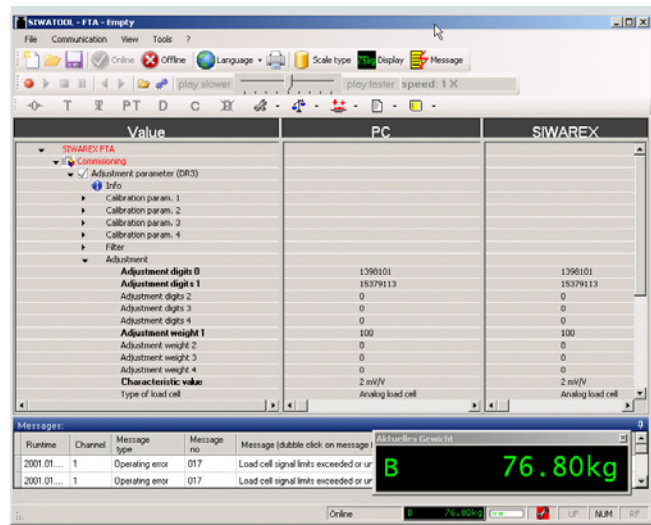 SIWATOOL - FTA - Empty
File Communication View Tools ?
Online Offline Language Scale type 76kg Display Message
play slower play faster speed: 1 X
T PT D C
Value PC SIWAREX
SIWAREX FTA
Commisioning
Adjustment parameter (DR3)
Info
Calibration param. 1
Calibration param. 2
Calibration param. 3
Calibration param. 4
Filter
Adjustment
Adjustment digits 0 1398101 1398101
Adjustment digits 1 15379113 15379113
Adjustment digits 2 0 0
Adjustment digits 3 0 0
Adjustment digits 4 0 0
Adjustment weight 1 100 100
Adjustment weight 2 0 0
Adjustment weight 3 0 0
Adjustment weight 4 0 0
Characteristic value 2 mV/V 2 mV/V
Type of load cell Analog load cell Analog load cell
Messages:
Runtime Channel Message type Message no Message (dubble click on message
2001.01.... 1 Operating error 017 Load cell signal limits exceeded or
2001.01.... 1 Operating error 017 Load cell signal limits exceeded or
Aktuelles Gewicht
B 76.80kg
Online B 76.80kg UF NUM RF